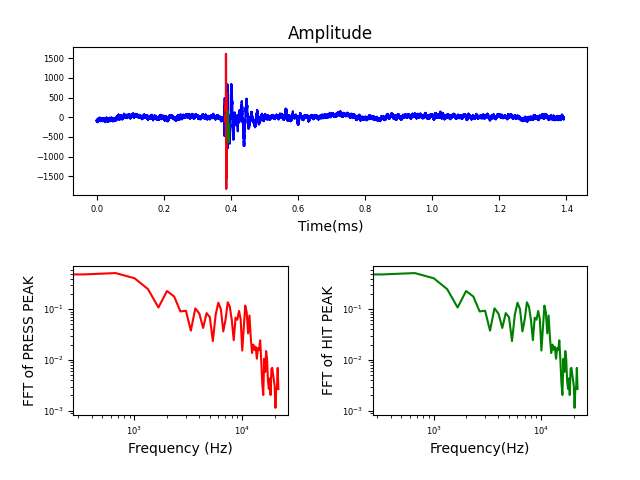 Amplitude
1500
1000
500
0
−500
−1000
−1500
0.0 0.2 0.4 0.6 0.8 1.0 1.2 1.4
Time(ms)
FFT of PRESS PEAK
10⁻¹
10⁻²
10⁻³
10³ 10⁴
Frequency (Hz)
FFT of HIT PEAK
10⁻¹
10⁻²
10⁻³
10³ 10⁴
Frequency(Hz)